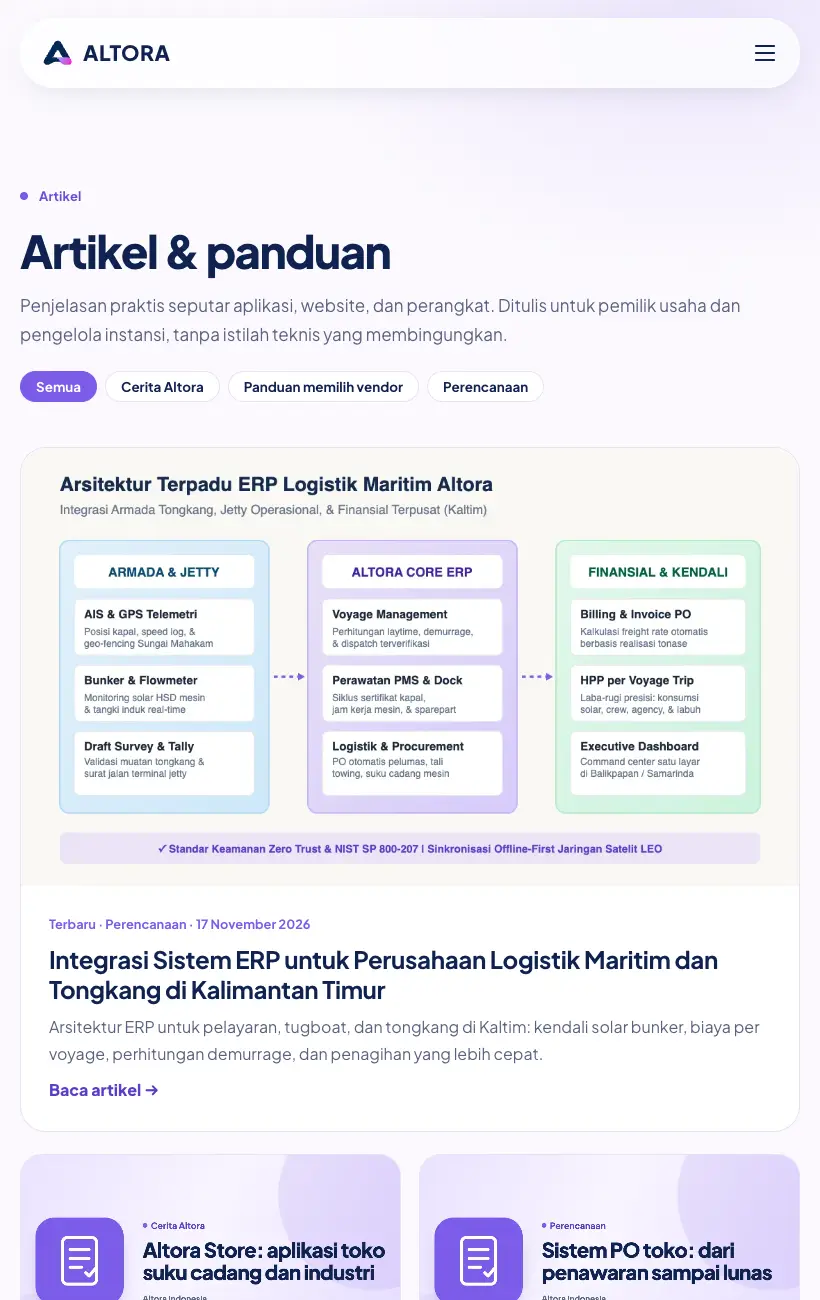 ALTORA
Artikel
Artikel & panduan
Penjelasan praktis seputar aplikasi, website, dan perangkat. Ditulis untuk pemilik usaha dan
pengelola instansi, tanpa istilah teknis yang membingungkan.
Semua
Cerita Altora
Panduan memilih vendor
Perencanaan
Arsitektur Terpadu ERP Logistik Maritim Altora
Integrasi Armada Tongkang, Jetty Operasional, & Finansial Terpusat (Kaltim)
ARMADA & JETTY
AIS & GPS Telemetri
Posisi kapal, speed log, &
geo-fencing Sungai Mahakam
Bunker & Flowmeter
Monitoring solar HSD mesin
& tangki induk real-time
Draft Survey & Tally
Validasi muatan tongkang &
surat jalan terminal jetty
ALTORA CORE ERP
Voyage Management
Perhitungan laytime, demurrage,
& dispatch terverifikasi
Perawatan PMS & Dock
Siklus sertifikat kapal,
jam kerja mesin, & sparepart
Logistik & Procurement
PO otomatis pelumas, tali
towing, suku cadang mesin
FINANSIAL & KENDALI
Billing & Invoice PO
Kalkulasi freight rate otomatis
berbasis realisasi tonase
HPP per Voyage Trip
Laba-rugi presisi: konsumsi
solar, crew, agency, & labuh
Executive Dashboard
Command center satu layar
di Balikpapan / Samarinda
✓ Standar Keamanan Zero Trust & NIST SP 800-207 | Sinkronisasi Offline-First Jaringan Satelit LEO
Terbaru · Perencanaan · 17 November 2026
Integrasi Sistem ERP untuk Perusahaan Logistik Maritim dan
Tongkang di Kalimantan Timur
Arsitektur ERP untuk pelayaran, tugboat, dan tongkang di Kaltim: kendali solar bunker, biaya per
voyage, perhitungan demurrage, dan penagihan yang lebih cepat.
Baca artikel →
Cerita Altora
Altora Store: aplikasi toko
suku cadang dan industri
Altora Indonesia
Perencanaan
Sistem PO toko: dari
penawaran sampai lunas
Altora Indonesia